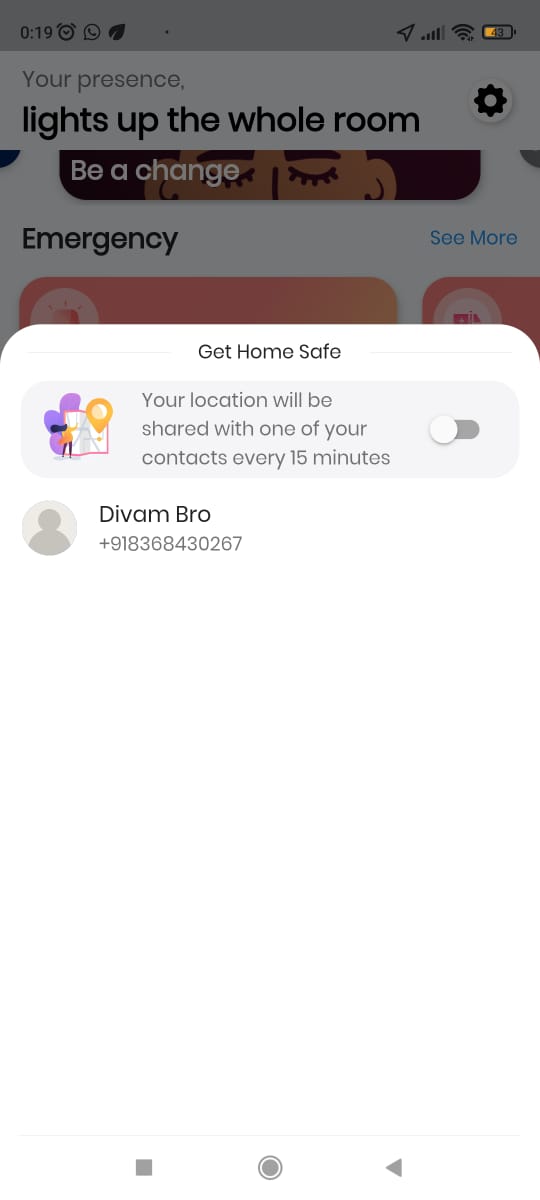 0:19
43
Your presence,
lights up the whole room
Be a change
Emergency
See More
Get Home Safe
Your location will be
shared with one of your
contacts every 15 minutes
Divam Bro
+918368430267